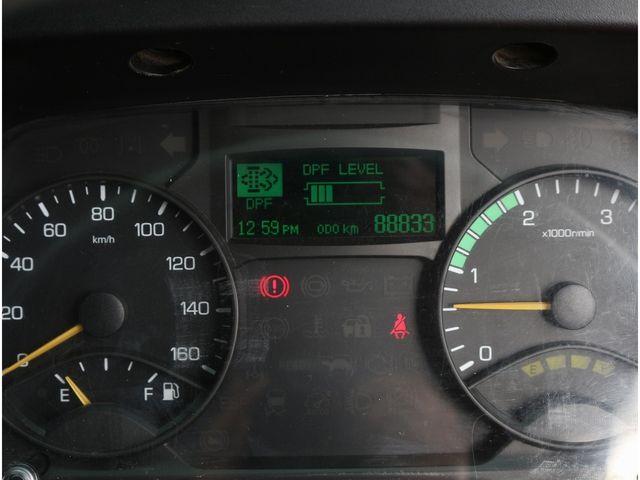 DPF LEVEL
DPF
12:59 PM ODO km 88833
0 20 40 60 80 100 120 140 160
km/h
E F
0 1 2 3
x1000r/min